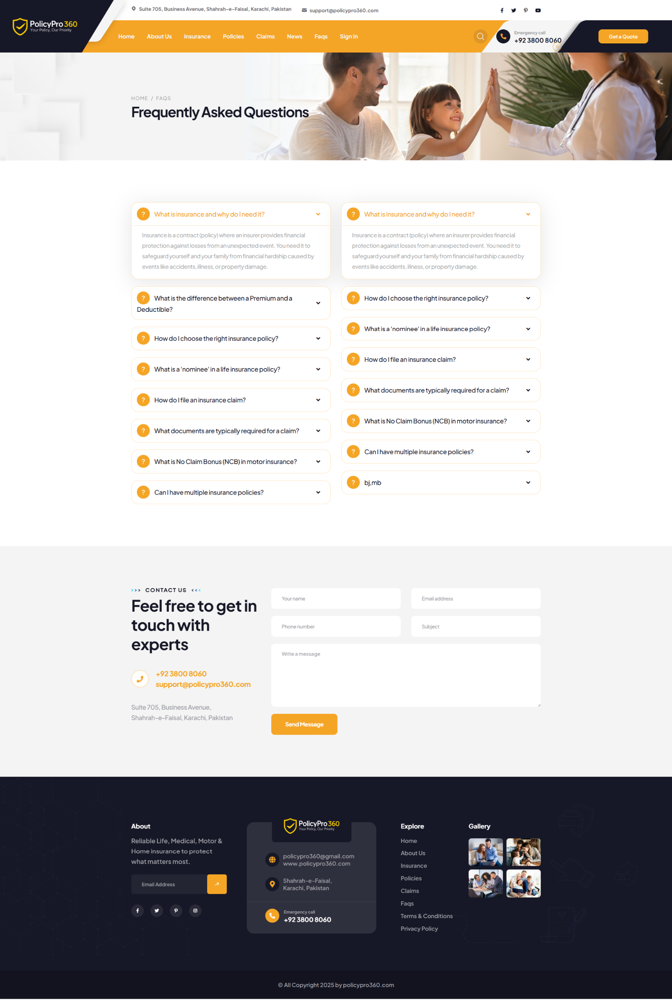 Suite 705, Business Avenue, Shahrah-e-Faisal, Karachi, Pakistan
support@policypro360.com
PolicyPro 360
Your Policy, Our Priority
Home
About Us
Insurance
Policies
Claims
News
Faqs
Sign In
Emergency call
+92 3800 8060
Get a Quote
HOME / FAQS
Frequently Asked Questions
? What is insurance and why do I need it?
Insurance is a contract (policy) where an insurer provides financial
protection against losses from an unexpected event. You need it to
safeguard yourself and your family from financial hardship caused by
events like accidents, illness, or property damage.
? What is the difference between a Premium and a
Deductible?
? How do I choose the right insurance policy?
? What is a 'nominee' in a life insurance policy?
? How do I file an insurance claim?
? What documents are typically required for a claim?
? What is No Claim Bonus (NCB) in motor insurance?
? Can I have multiple insurance policies?
? What is insurance and why do I need it?
Insurance is a contract (policy) where an insurer provides financial
protection against losses from an unexpected event. You need it to
safeguard yourself and your family from financial hardship caused by
events like accidents, illness, or property damage.
? How do I choose the right insurance policy?
? What is a 'nominee' in a life insurance policy?
? How do I file an insurance claim?
? What documents are typically required for a claim?
? What is No Claim Bonus (NCB) in motor insurance?
? Can I have multiple insurance policies?
? bj,mb
>>> CONTACT US <<<
Feel free to get in
touch with
experts
+92 3800 8060
support@policypro360.com
Suite 705, Business Avenue,
Shahrah-e-Faisal, Karachi, Pakistan
Your name
Email address
Phone number
Subject
Write a message
Send Message
About
Reliable Life, Medical, Motor &
Home insurance to protect
what matters most.
Email Address
PolicyPro 360
Your Policy, Our Priority
policypro360@gmail.com
www.policypro360.com
Shahrah-e-Faisal,
Karachi, Pakistan
Emergency call
+92 3800 8060
Explore
Home
About Us
Insurance
Policies
Claims
Faqs
Terms & Conditions
Privacy Policy
Gallery
© All Copyright 2025 by policypro360.com